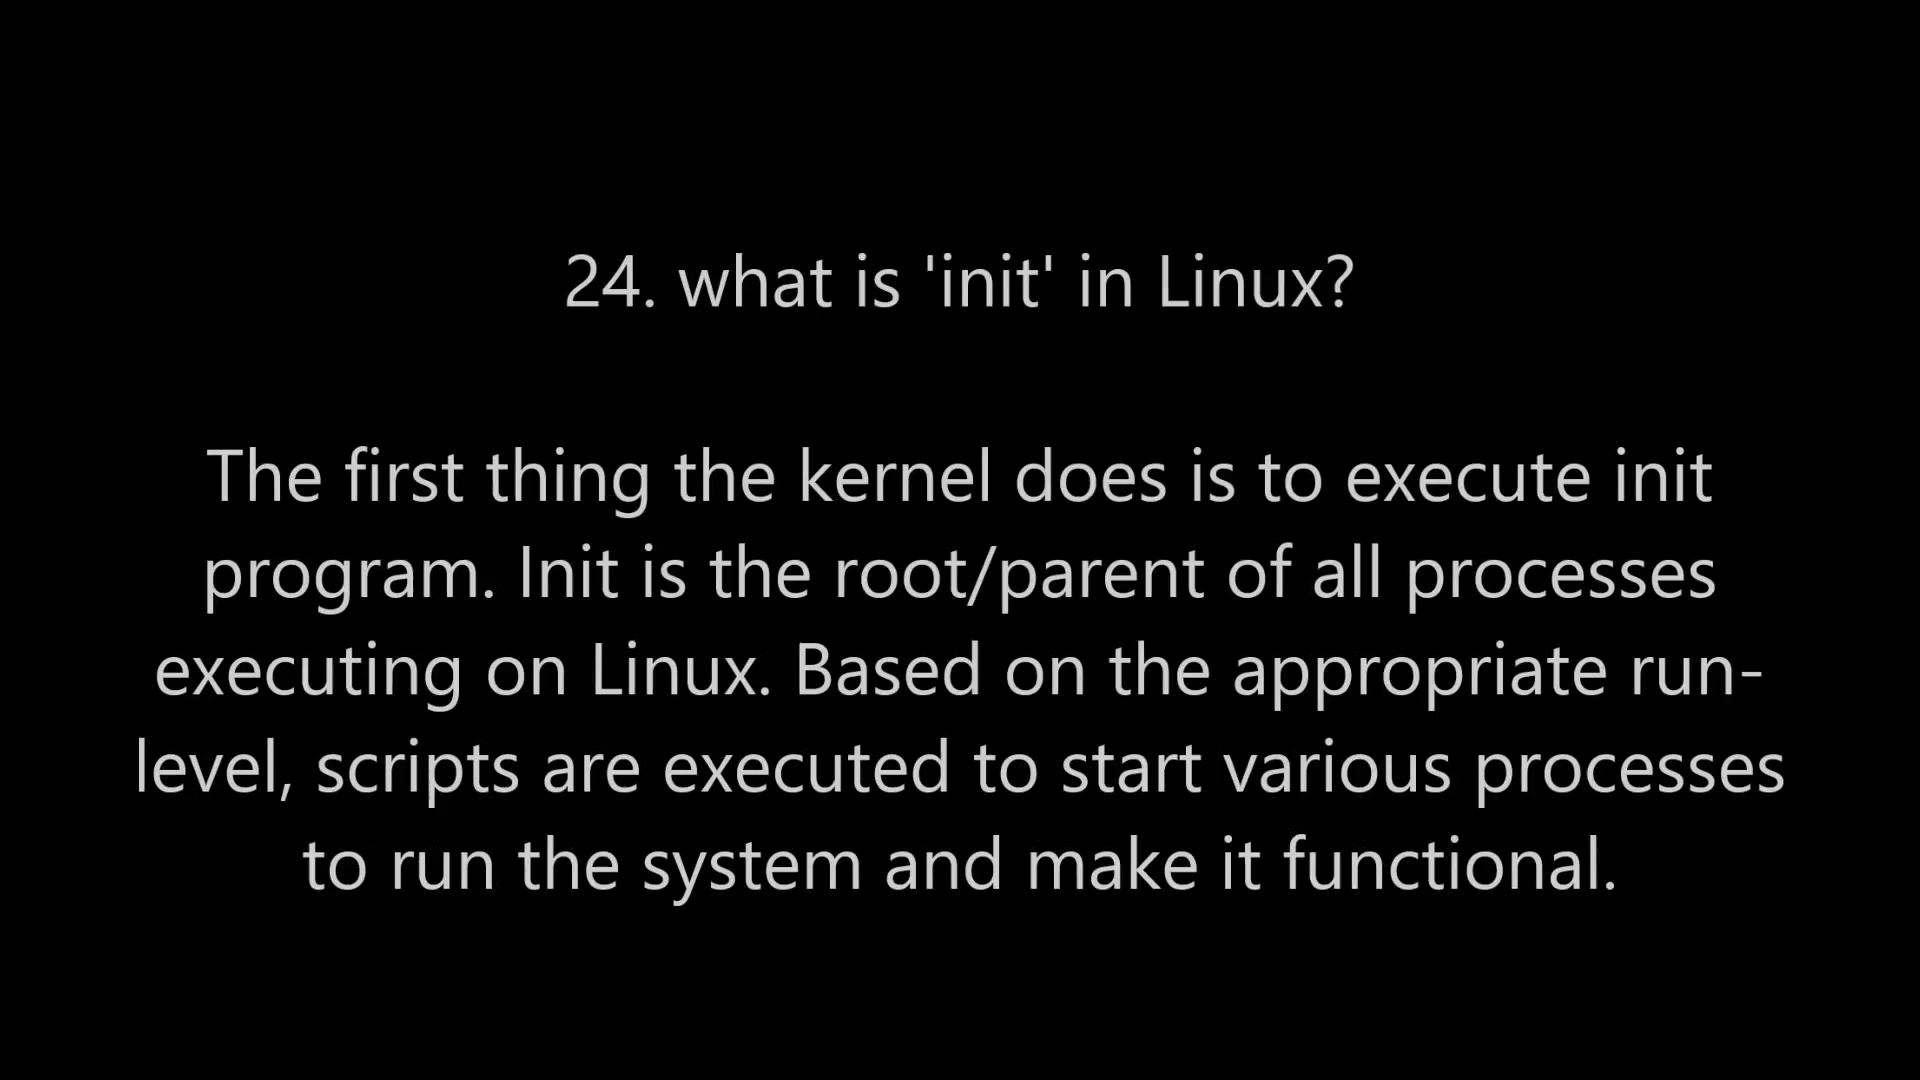 24. what is 'init' in Linux?
The first thing the kernel does is to execute init
program. Init is the root/parent of all processes
executing on Linux. Based on the appropriate run-
level, scripts are executed to start various processes
to run the system and make it functional.